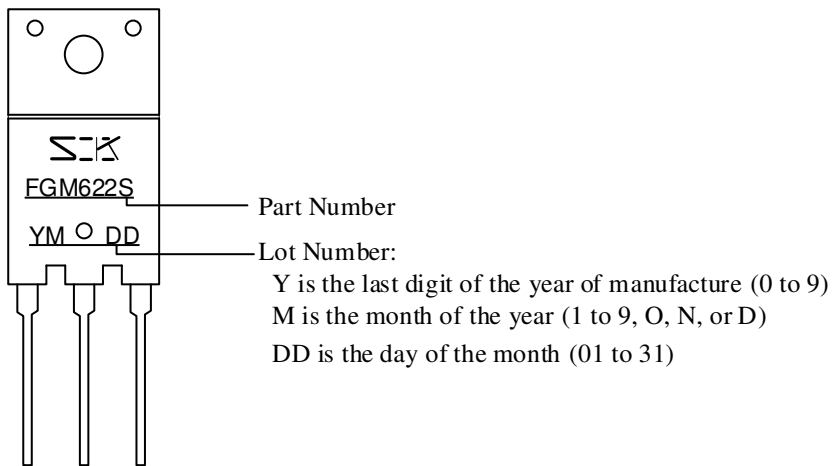 SK
FGM622S
YM DD
Part Number
Lot Number:
Y is the last digit of the year of manufacture (0 to 9)
M is the month of the year (1 to 9, O, N, or D)
DD is the day of the month (01 to 31)